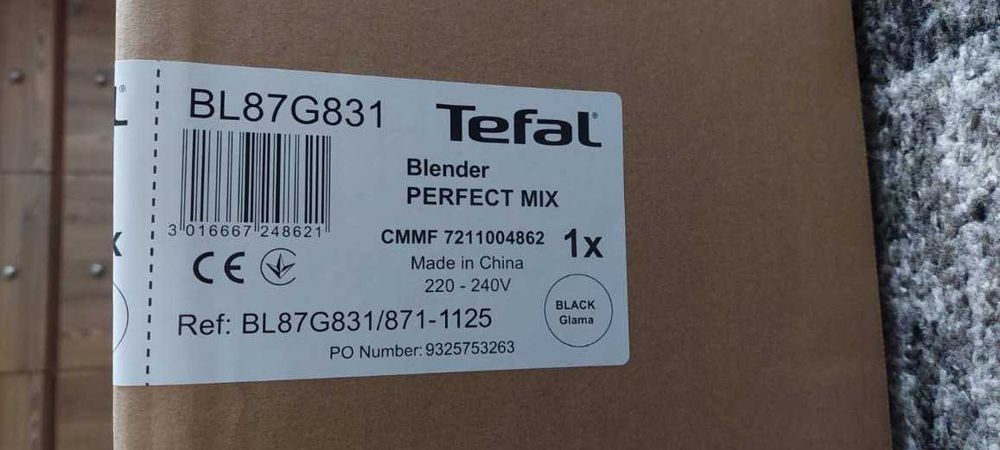 BL87G831
Tefal®
Blender
PERFECT MIX
3 016667 248621
CMMF 7211004862
1x
Made in China
220 - 240V
CE
BLACK
Glama
Ref: BL87G831/871-1125
PO Number: 9325753263